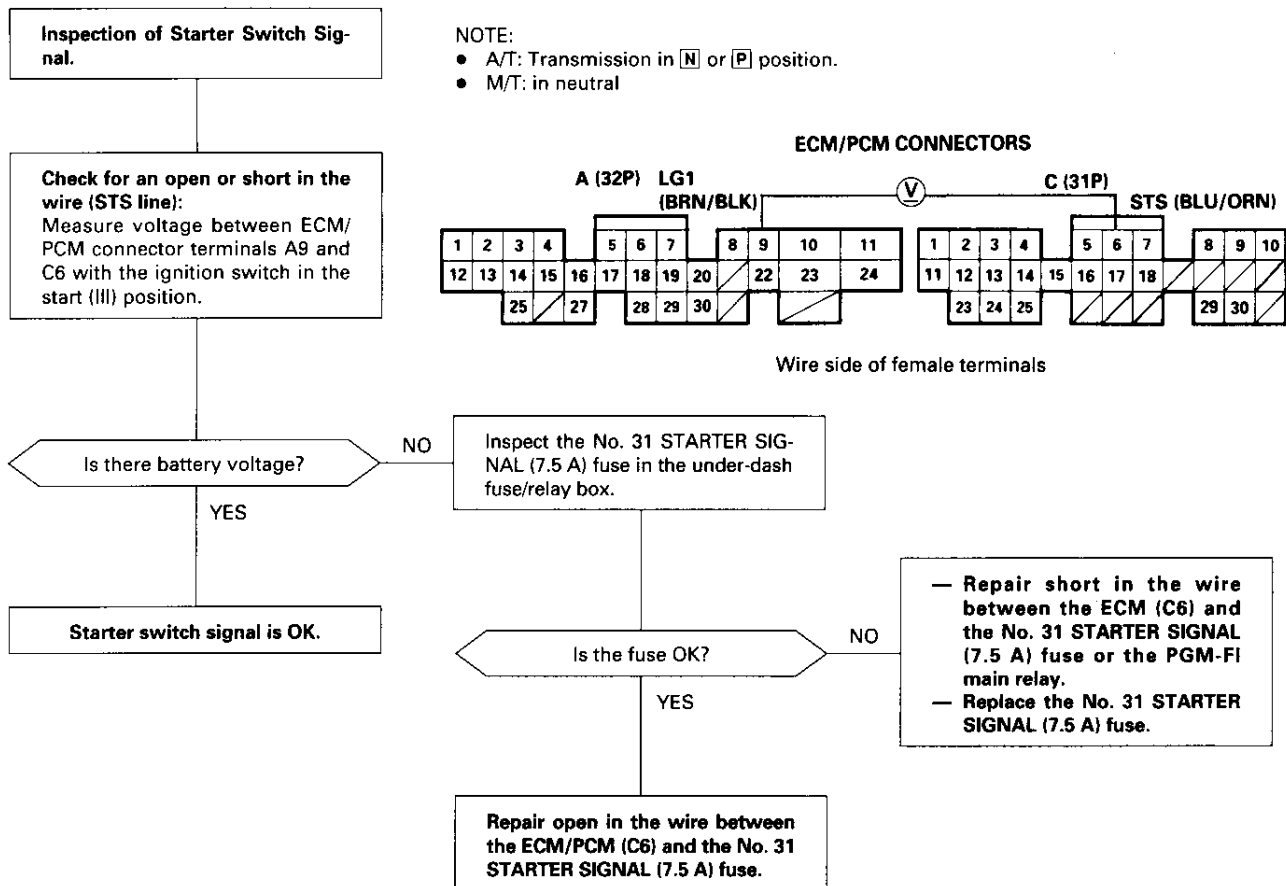 Inspection of Starter Switch Sig-
nal.
NOTE:
● A/T: Transmission in N or P position.
● M/T: in neutral
Check for an open or short in the
wire (STS line):
Measure voltage between ECM/
PCM connector terminals A9 and
C6 with the ignition switch in the
start (III) position.
ECM/PCM CONNECTORS
A (32P) LG1
(BRN/BLK)
V
C (31P)
STS (BLU/ORN)
1 2 3 4 5 6 7 8 9 10 11
12 13 14 15 16 17 18 19 20 22 23 24
25 27 28 29 30
1 2 3 4 5 6 7 8 9 10
11 12 13 14 15 16 17 18
23 24 25 29 30
Wire side of female terminals
Is there battery voltage?
NO
YES
Inspect the No. 31 STARTER SIG-
NAL (7.5 A) fuse in the under-dash
fuse/relay box.
Starter switch signal is OK.
Is the fuse OK?
NO
YES
— Repair short in the wire
between the ECM (C6) and
the No. 31 STARTER SIGNAL
(7.5 A) fuse or the PGM-FI
main relay.
— Replace the No. 31 STARTER
SIGNAL (7.5 A) fuse.
Repair open in the wire between
the ECM/PCM (C6) and the No. 31
STARTER SIGNAL (7.5 A) fuse.